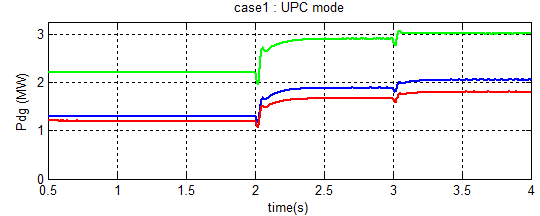 case1 : UPC mode
3
2
1
0
Pdg (MW)
0.5 1 1.5 2 2.5 3 3.5 4
time(s)